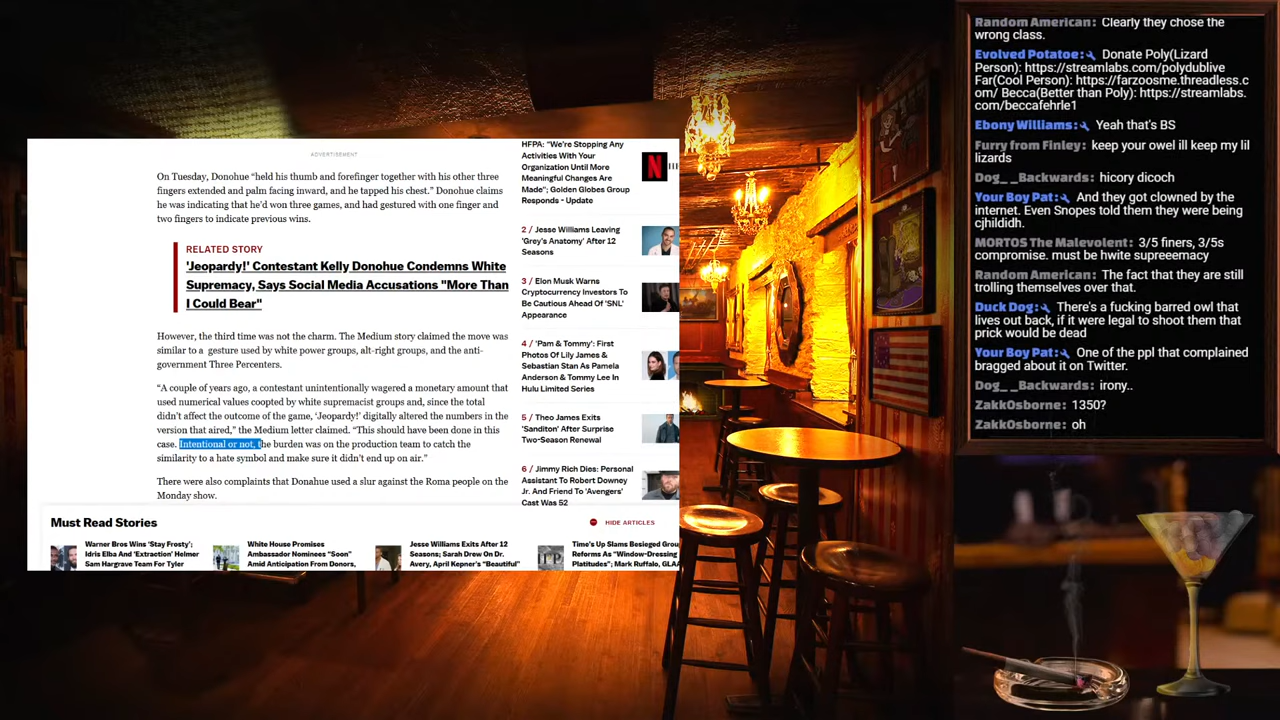 ADVERTISEMENT
On Tuesday, Donohue “held his thumb and forefinger together with his other three
fingers extended and palm facing inward, and he tapped his chest.” Donohue claims
he was indicating that he’d won three games, and had gestured with one finger and
two fingers to indicate previous wins.
RELATED STORY
'Jeopardy!' Contestant Kelly Donohue Condemns White
Supremacy, Says Social Media Accusations "More Than
I Could Bear"
However, the third time was not the charm. The Medium story claimed the move was
similar to a gesture used by white power groups, alt-right groups, and the anti-
government Three Percenters.
“A couple of years ago, a contestant unintentionally wagered a monetary amount that
used numerical values coopted by white supremacist groups and, since the total
didn’t affect the outcome of the game, ‘Jeopardy!’ digitally altered the numbers in the
version that aired,” the Medium letter claimed. “This should have been done in this
case. Intentional or not, the burden was on the production team to catch the
similarity to a hate symbol and make sure it didn’t end up on air.”
There were also complaints that Donahue used a slur against the Roma people on the
Monday show.
HFPA: “We’re Stopping Any
Activities With Your
Organization Until More
Meaningful Changes Are
Made”; Golden Globes Group
Responds - Update
2 / Jesse Williams Leaving
‘Grey’s Anatomy’ After 12
Seasons
3 / Elon Musk Warns
Cryptocurrency Investors To
Be Cautious Ahead Of ‘SNL’
Appearance
4 / ‘Pam & Tommy’: First
Photos Of Lily James &
Sebastian Stan As Pamela
Anderson & Tommy Lee In
Hulu Limited Series
5 / Theo James Exits
‘Sanditon’ After Surprise
Two-Season Renewal
6 / Jimmy Rich Dies: Personal
Assistant To Robert Downey
Jr. And Friend To ‘Avengers’
Cast Was 52
Must Read Stories
HIDE ARTICLES
Warner Bros Wins ‘Stay Frosty’;
Idris Elba And ‘Extraction’ Helmer
Sam Hargrave Team For Tyler
White House Promises
Ambassador Nominees “Soon”
Amid Anticipation From Donors,
Jesse Williams Exits After 12
Seasons; Sarah Drew On Dr.
Avery, April Kepner’s “Beautiful”
Time’s Up Slams Besieged Grou
Reforms As “Window-Dressing
Platitudes”; Mark Ruffalo, GLAA
Random American: Clearly they chose the
wrong class.
Evolved Potatoe: Donate Poly(Lizard
Person): https://streamlabs.com/polydublive
Far(Cool Person): https://farzoosme.threadless.c
om/ Becca(Better than Poly): https://streamlabs.
com/beccafehrle1
Ebony Williams: Yeah that's BS
Furry from Finley: keep your owel ill keep my lil
lizards
Dog__Backwards: hicory dicoch
Your Boy Pat: And they got clowned by the
internet. Even Snopes told them they were being
cjhildidh.
MORTOS The Malevolent: 3/5 finers, 3/5s
compromise. must be hwite supreeemacy
Random American: The fact that they are still
trolling themselves over that.
Duck Dog: There's a fucking barred owl that
lives out back, if it were legal to shoot them that
prick would be dead
Your Boy Pat: One of the ppl that complained
bragged about it on Twitter.
Dog__Backwards: irony..
ZakkOsborne: 1350?
ZakkOsborne: oh